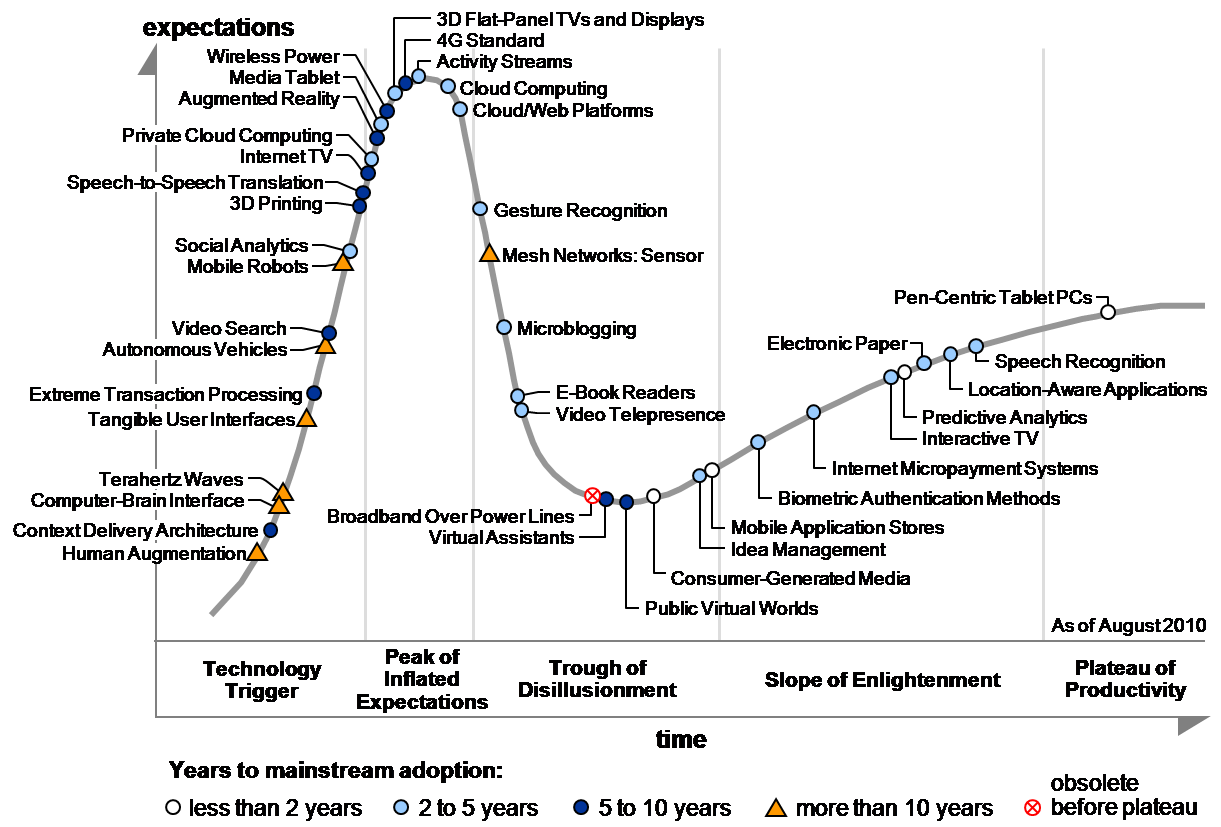 expectations
3D Flat-Panel TVs and Displays
4G Standard
Activity Streams
Wireless Power
Media Tablet
Augmented Reality
Cloud Computing
Cloud/Web Platforms
Private Cloud Computing
Internet TV
Speech-to-Speech Translation
3D Printing
Gesture Recognition
Social Analytics
Mobile Robots
Mesh Networks: Sensor
Pen-Centric Tablet PCs
Video Search
Autonomous Vehicles
Microblogging
Electronic Paper
Speech Recognition
Extreme Transaction Processing
E-Book Readers
Location-Aware Applications
Tangible User Interfaces
Video Telepresence
Predictive Analytics
Interactive TV
Internet Micropayment Systems
Terahertz Waves
Computer-Brain Interface
Biometric Authentication Methods
Context Delivery Architecture
Broadband Over Power Lines
Virtual Assistants
Mobile Application Stores
Human Augmentation
Idea Management
Consumer-Generated Media
Public Virtual Worlds
As of August 2010
Technology
Trigger
Peak of
Inflated
Expectations
Trough of
Disillusionment
Slope of Enlightenment
Plateau of
Productivity
time
Years to mainstream adoption:
less than 2 years
2 to 5 years
5 to 10 years
more than 10 years
obsolete
before plateau